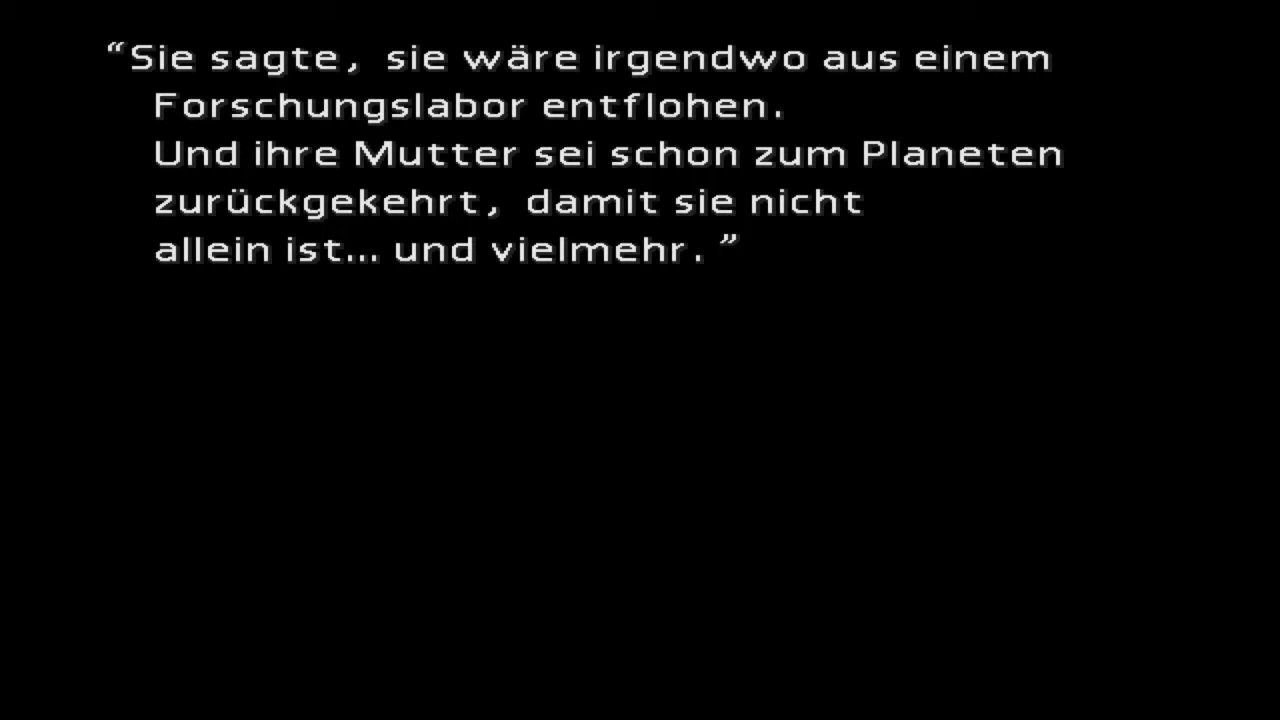 “Sie sagte, sie wäre irgendwo aus einem
Forschungslabor entflohen.
Und ihre Mutter sei schon zum Planeten
zurückgekehrt, damit sie nicht
allein ist... und vielmehr.”